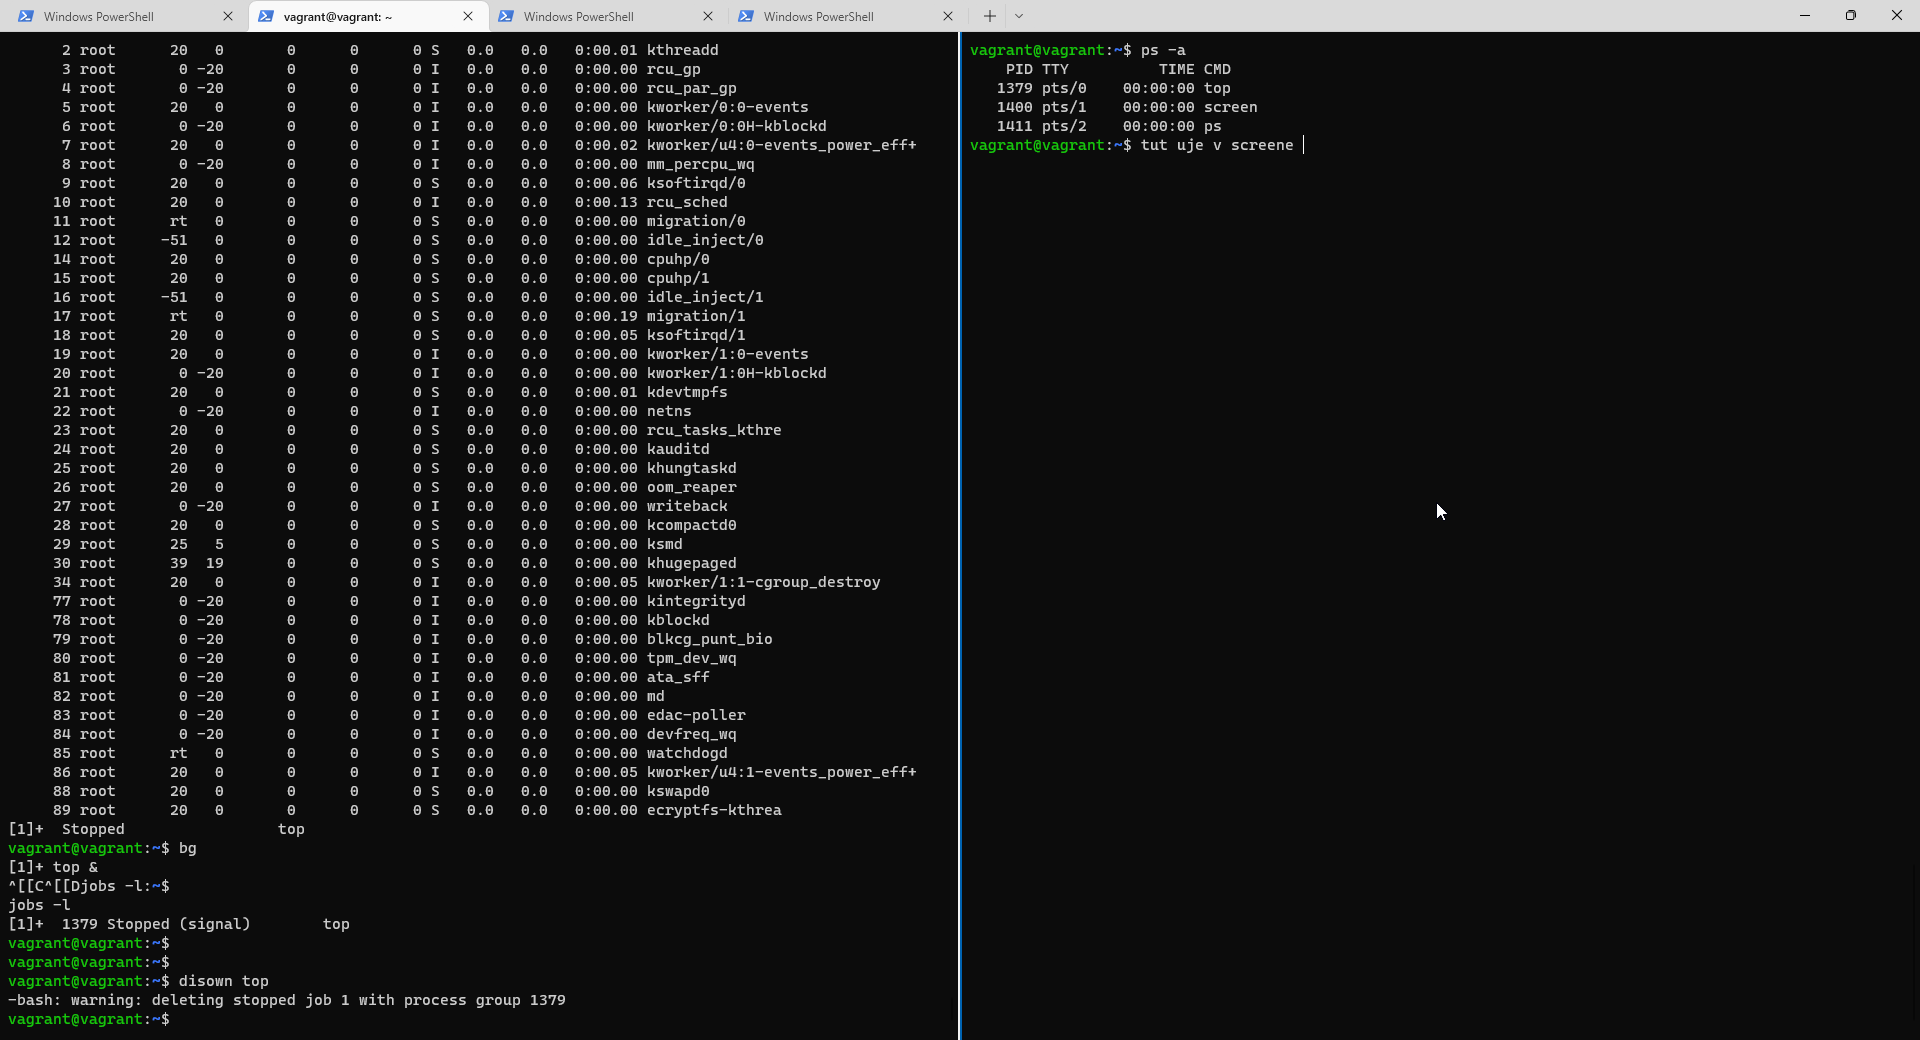 Windows PowerShell
vagrant@vagrant: ~
Windows PowerShell
Windows PowerShell
2 root 20 0 0 0 0 S 0.0 0.0 0:00.01 kthreadd
3 root 0 -20 0 0 0 I 0.0 0.0 0:00.00 rcu_gp
4 root 0 -20 0 0 0 I 0.0 0.0 0:00.00 rcu_par_gp
5 root 20 0 0 0 0 I 0.0 0.0 0:00.00 kworker/0:0-events
6 root 0 -20 0 0 0 I 0.0 0.0 0:00.00 kworker/0:0H-kblockd
7 root 20 0 0 0 0 I 0.0 0.0 0:00.02 kworker/u4:0-events_power_eff+
8 root 0 -20 0 0 0 I 0.0 0.0 0:00.00 mm_percpu_wq
9 root 20 0 0 0 0 S 0.0 0.0 0:00.06 ksoftirqd/0
10 root 20 0 0 0 0 I 0.0 0.0 0:00.13 rcu_sched
11 root rt 0 0 0 0 S 0.0 0.0 0:00.00 migration/0
12 root -51 0 0 0 0 S 0.0 0.0 0:00.00 idle_inject/0
14 root 20 0 0 0 0 S 0.0 0.0 0:00.00 cpuhp/0
15 root 20 0 0 0 0 S 0.0 0.0 0:00.00 cpuhp/1
16 root -51 0 0 0 0 S 0.0 0.0 0:00.00 idle_inject/1
17 root rt 0 0 0 0 S 0.0 0.0 0:00.19 migration/1
18 root 20 0 0 0 0 S 0.0 0.0 0:00.05 ksoftirqd/1
19 root 20 0 0 0 0 I 0.0 0.0 0:00.00 kworker/1:0-events
20 root 0 -20 0 0 0 I 0.0 0.0 0:00.00 kworker/1:0H-kblockd
21 root 20 0 0 0 0 S 0.0 0.0 0:00.01 kdevtmpfs
22 root 0 -20 0 0 0 I 0.0 0.0 0:00.00 netns
23 root 20 0 0 0 0 S 0.0 0.0 0:00.00 rcu_tasks_kthre
24 root 20 0 0 0 0 S 0.0 0.0 0:00.00 kauditd
25 root 20 0 0 0 0 S 0.0 0.0 0:00.00 khungtaskd
26 root 20 0 0 0 0 S 0.0 0.0 0:00.00 oom_reaper
27 root 0 -20 0 0 0 I 0.0 0.0 0:00.00 writeback
28 root 20 0 0 0 0 S 0.0 0.0 0:00.00 kcompactd0
29 root 25 5 0 0 0 S 0.0 0.0 0:00.00 ksmd
30 root 39 19 0 0 0 S 0.0 0.0 0:00.00 khugepaged
34 root 20 0 0 0 0 I 0.0 0.0 0:00.05 kworker/1:1-cgroup_destroy
77 root 0 -20 0 0 0 I 0.0 0.0 0:00.00 kintegrityd
78 root 0 -20 0 0 0 I 0.0 0.0 0:00.00 kblockd
79 root 0 -20 0 0 0 I 0.0 0.0 0:00.00 blkcg_punt_bio
80 root 0 -20 0 0 0 I 0.0 0.0 0:00.00 tpm_dev_wq
81 root 0 -20 0 0 0 I 0.0 0.0 0:00.00 ata_sff
82 root 0 -20 0 0 0 I 0.0 0.0 0:00.00 md
83 root 0 -20 0 0 0 I 0.0 0.0 0:00.00 edac-poller
84 root 0 -20 0 0 0 I 0.0 0.0 0:00.00 devfreq_wq
85 root rt 0 0 0 0 S 0.0 0.0 0:00.00 watchdogd
86 root 20 0 0 0 0 I 0.0 0.0 0:00.05 kworker/u4:1-events_power_eff+
88 root 20 0 0 0 0 S 0.0 0.0 0:00.00 kswapd0
89 root 20 0 0 0 0 S 0.0 0.0 0:00.00 ecryptfs-kthrea
[1]+ Stopped top
vagrant@vagrant:~$ bg
[1]+ top &
^[[C^[[Djobs -l:~$
jobs -l
[1]+ 1379 Stopped (signal) top
vagrant@vagrant:~$
vagrant@vagrant:~$
vagrant@vagrant:~$ disown top
-bash: warning: deleting stopped job 1 with process group 1379
vagrant@vagrant:~$
vagrant@vagrant:~$ ps -a
PID TTY TIME CMD
1379 pts/0 00:00:00 top
1400 pts/1 00:00:00 screen
1411 pts/2 00:00:00 ps
vagrant@vagrant:~$ tut uje v screene